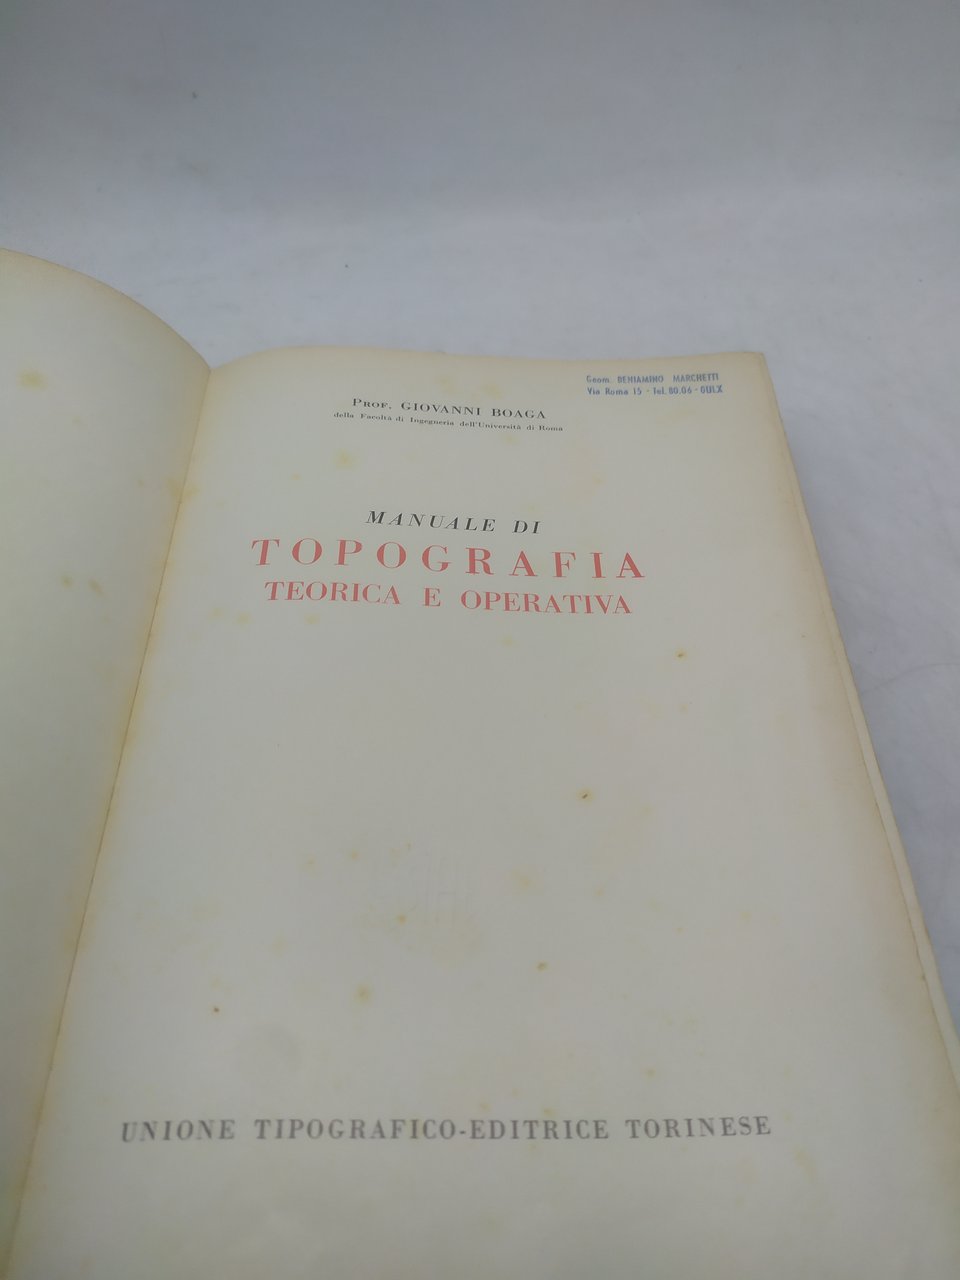 Geom. BENIAMINO MARCHETTI
Via Roma 15 - Tel. 80.06 - OULX
PROF. GIOVANNI BOAGA
della Facoltà di Ingegneria dell'Università di Roma
MANUALE DI
TOPOGRAFIA
TEORICA E OPERATIVA
UNIONE TIPOGRAFICO-EDITRICE TORINESE